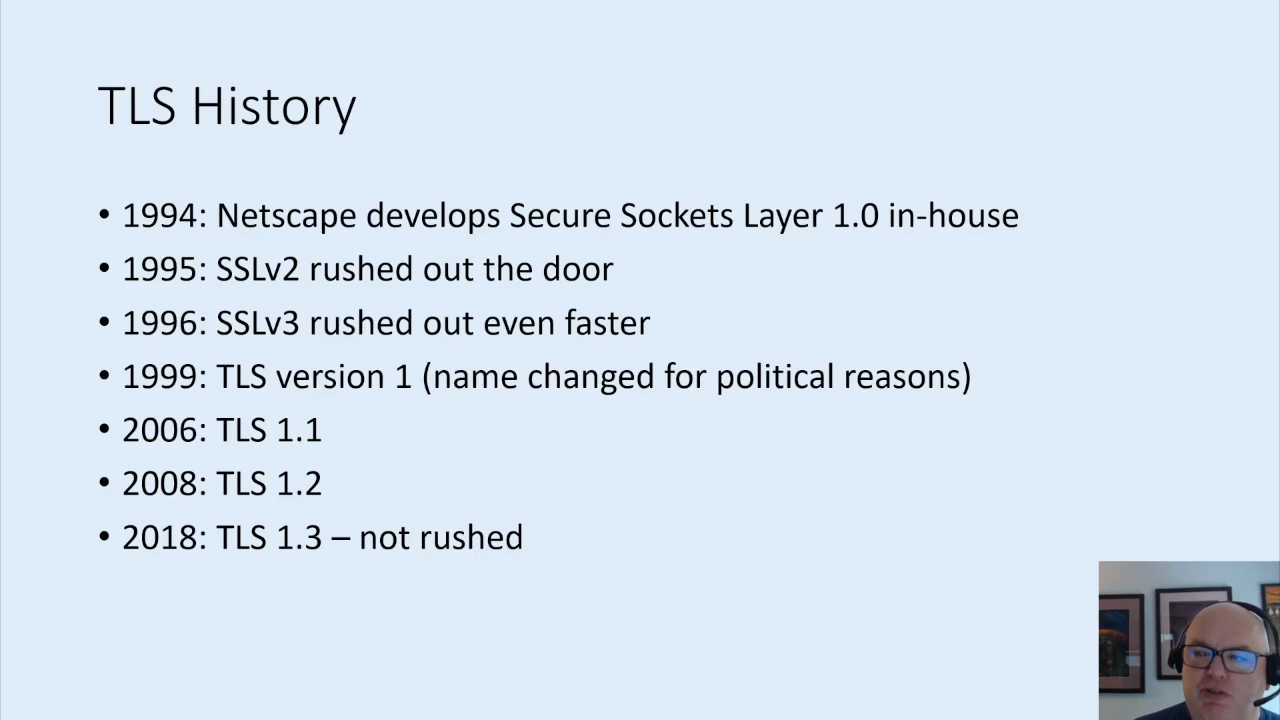 TLS History
• 1994: Netscape develops Secure Sockets Layer 1.0 in-house
• 1995: SSLv2 rushed out the door
• 1996: SSLv3 rushed out even faster
• 1999: TLS version 1 (name changed for political reasons)
• 2006: TLS 1.1
• 2008: TLS 1.2
• 2018: TLS 1.3 – not rushed